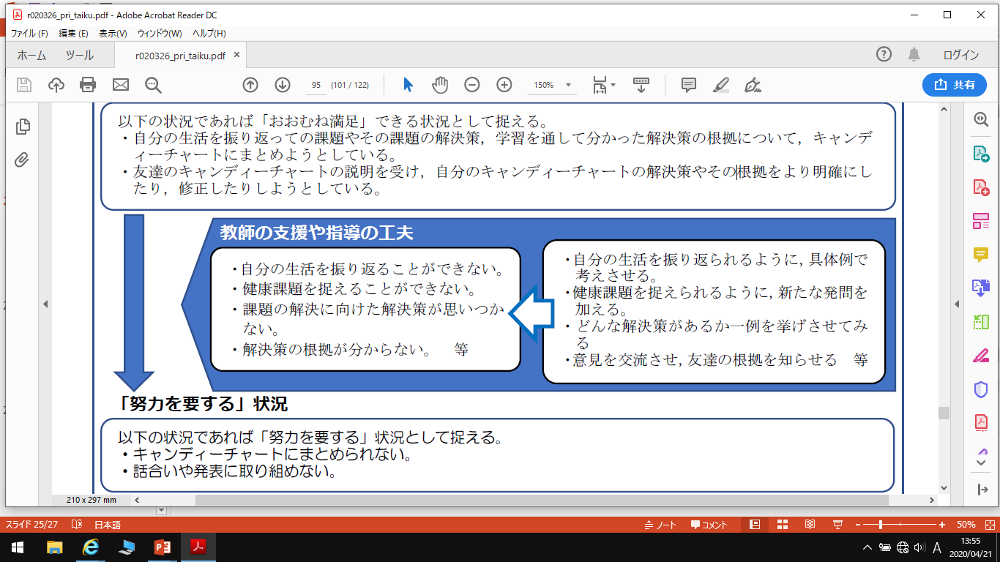 r020326_pri_taiku.pdf - Adobe Acrobat Reader DC
ファイル(F) 編集(E) 表示(V) ウィンドウ(W) ヘルプ(H)
ホーム ツール r020326_pri_taiku.pdf × ログイン
95 (101 / 122) 150% 共有
以下の状況であれば「おおむね満足」できる状況として捉える。
・自分の生活を振り返っての課題やその課題の解決策，学習を通して分かった解決策の根拠について，キャンデ
ィーチャートにまとめようとしている。
・友達のキャンディーチャートの説明を受け，自分のキャンディーチャートの解決策やその根拠をより明確にし
たり，修正したりしようとしている。
教師の支援や指導の工夫
・自分の生活を振り返ることができない。
・健康課題を捉えることができない。
・課題の解決に向けた解決策が思いつか
ない。
・解決策の根拠が分からない。　等
・自分の生活を振り返られるように，具体例で
考えさせる。
・健康課題を捉えられるように，新たな発問を
加える。
・どんな解決策があるか一例を挙げさせてみ
る
・意見を交流させ，友達の根拠を知らせる　等
「努力を要する」状況
以下の状況であれば「努力を要する」状況として捉える。
・キャンディーチャートにまとめられない。
・話合いや発表に取り組めない。
210 x 297 mm
スライド 25/27 日本語 ノート コメント 50%
A 13:55
2020/04/21